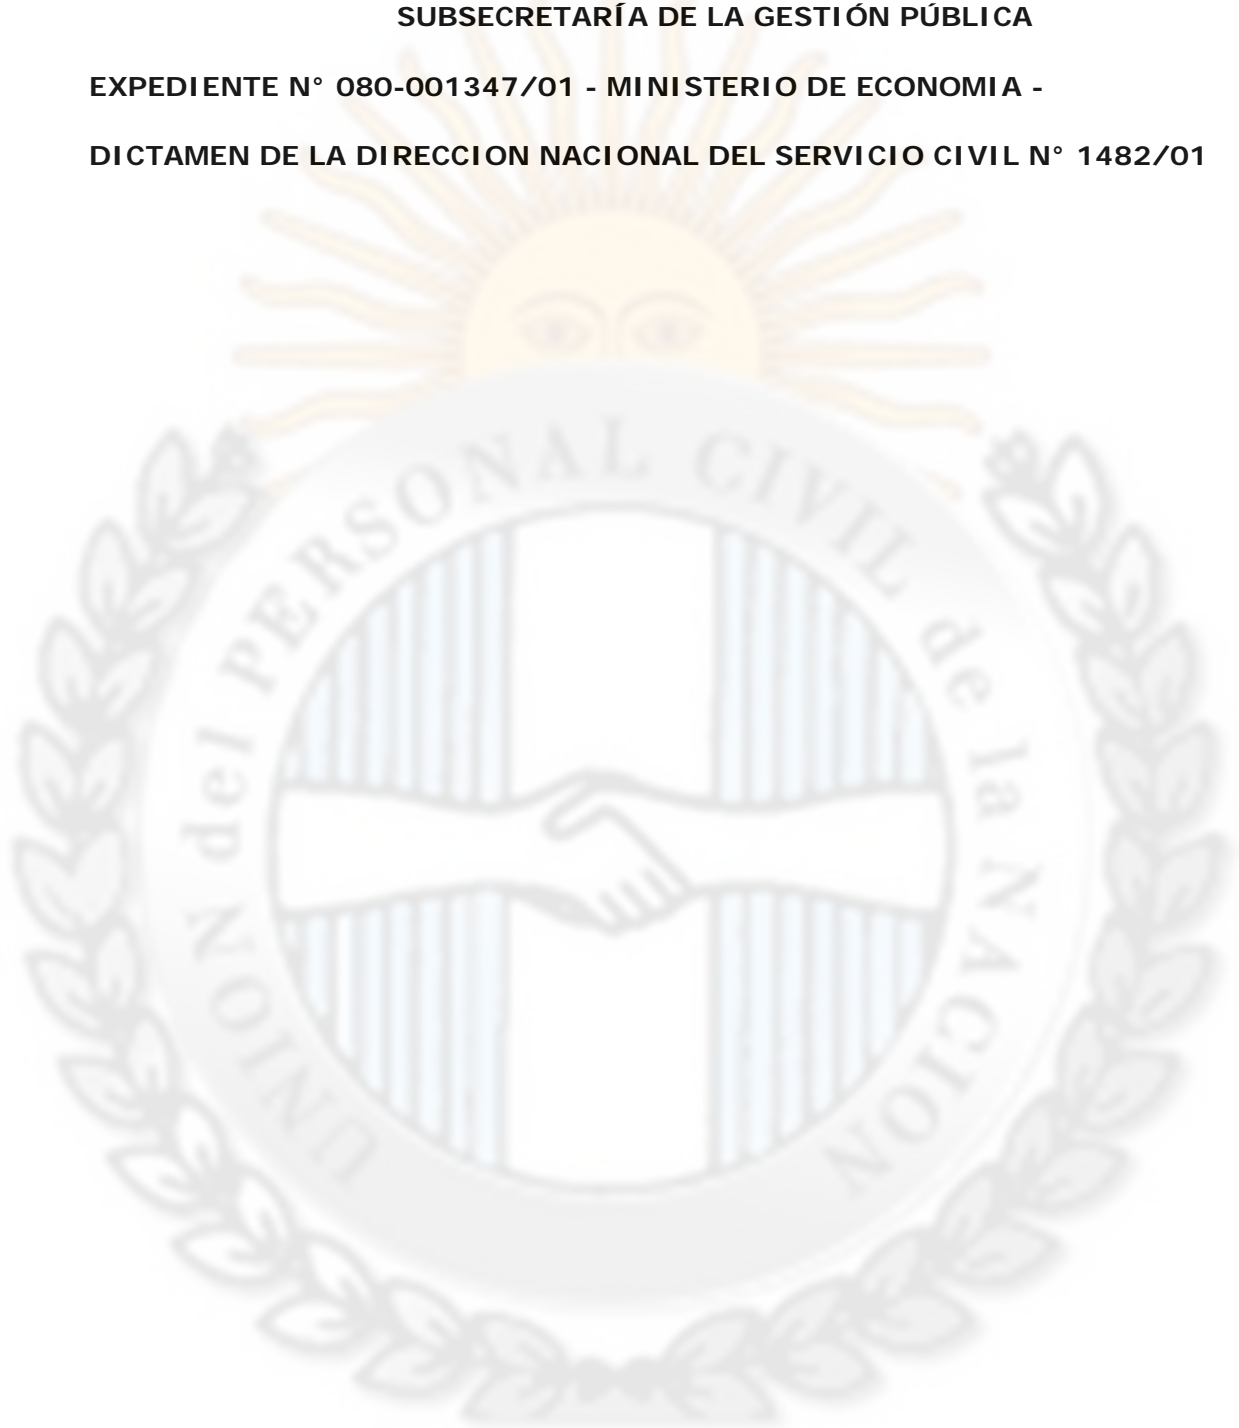 SUBSECRETARÍA DE LA GESTIÓN PÚBLICA
EXPEDIENTE N° 080-001347/01 - MINISTERIO DE ECONOMIA -
DICTAMEN DE LA DIRECCION NACIONAL DEL SERVICIO CIVIL N° 1482/01
UNION del PERSONAL CIVIL de la NACION